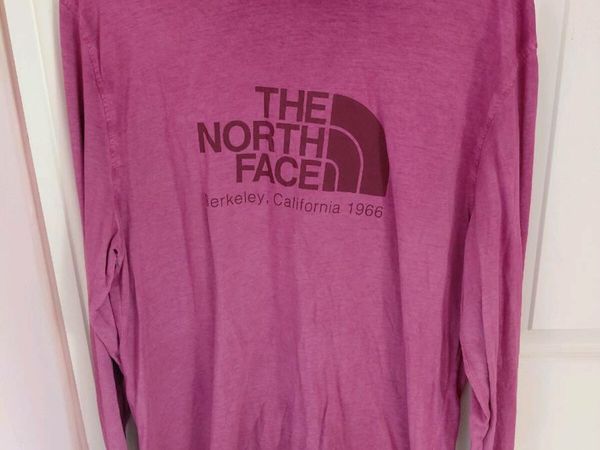 THE
NORTH
FACE
Berkeley, California 1966